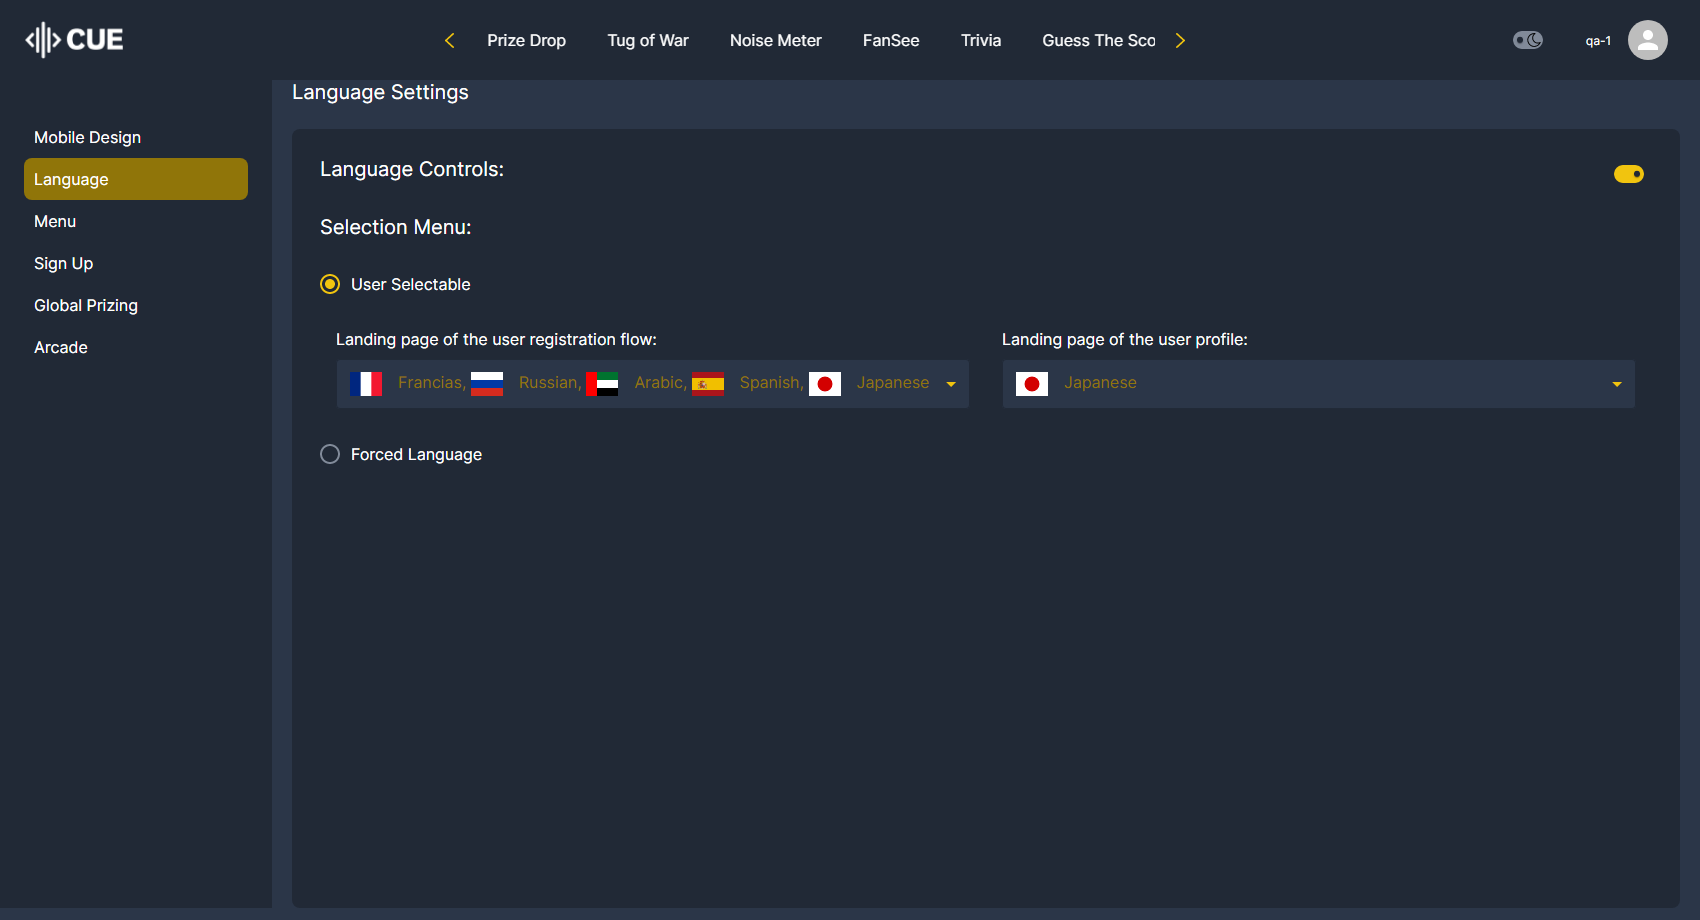 CUE
Prize Drop Tug of War Noise Meter FanSee Trivia Guess The Sco
qa-1
Mobile Design
Language
Menu
Sign Up
Global Prizing
Arcade
Language Settings
Language Controls:
Selection Menu:
User Selectable
Landing page of the user registration flow:
Francias, Russian, Arabic, Spanish, Japanese
Landing page of the user profile:
Japanese
Forced Language